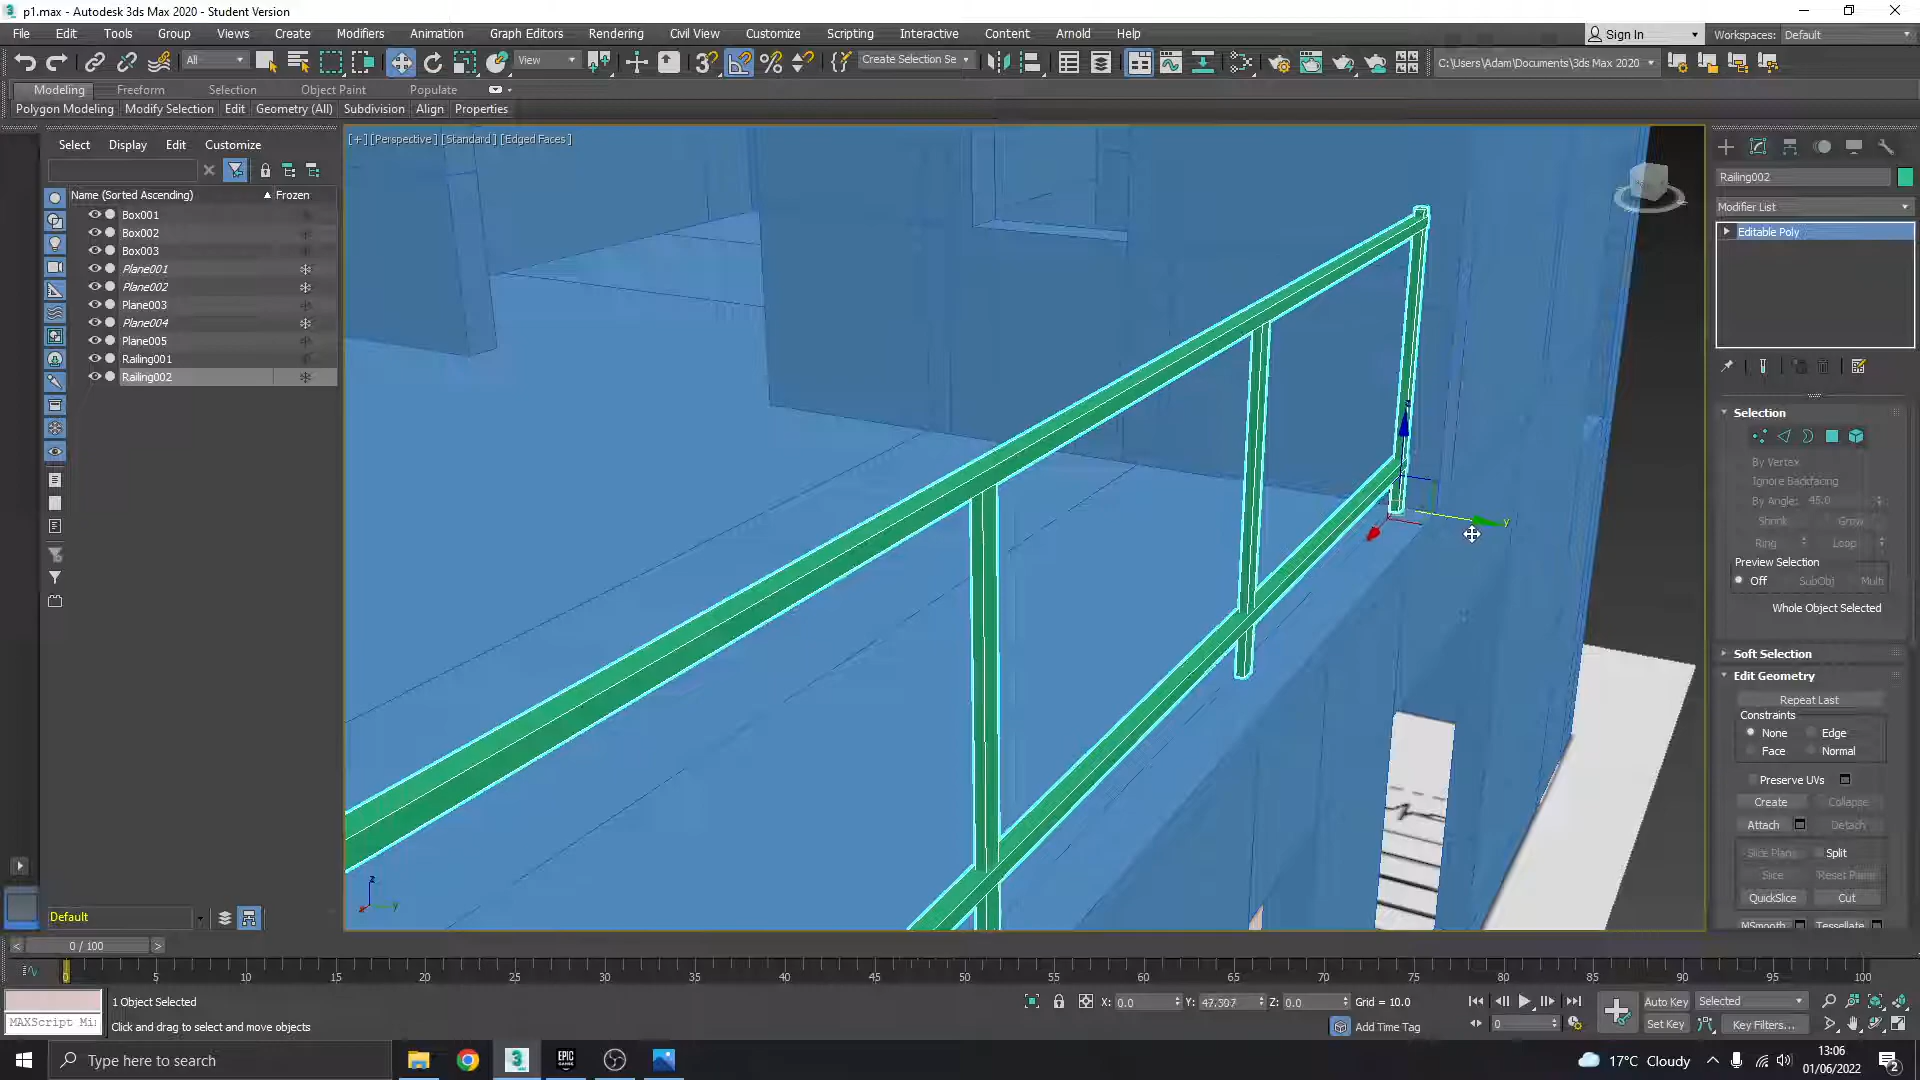 p1.max - Autodesk 3ds Max 2020 - Student Version
File Edit Tools Group Views Create Modifiers Animation Graph Editors Rendering Civil View Customize Scripting Interactive Content Arnold Help Sign In Workspaces: Default
All View Create Selection Se C:\Users\Adam\Documents\3ds Max 2020
Modeling Freeform Selection Object Paint Populate
Polygon Modeling Modify Selection Edit Geometry (All) Subdivision Align Properties
Select Display Edit Customize
[+] [Perspective] [Standard] [Edged Faces]
Name (Sorted Ascending) Frozen
Box001
Box002
Box003
Plane001
Plane002
Plane003
Plane004
Plane005
Railing001
Railing002
Railing002
Modifier List
Editable Poly
Selection
By Vertex
Ignore Backfacing
By Angle: 45.0
Shrink Grow
Ring Loop
Preview Selection
Off SubObj Multi
Whole Object Selected
Soft Selection
Edit Geometry
Repeat Last
Constraints
None Edge
Face Normal
Preserve UVs
Create Collapse
Attach Detach
Slice Plane Split
Slice Reset Plane
QuickSlice Cut
MSmooth Tessellate
z
y
z
y
Default
0 / 100
0 5 10 15 20 25 30 35 40 45 50 55 60 65 70 75 80 85 90 95 100
1 Object Selected
X: 0.0 Y: 47.307 Z: 0.0 Grid = 10.0
Auto Key Selected
MAXScript Mi
Click and drag to select and move objects
Add Time Tag
0
Set Key Key Filters...
Type here to search
EPIC GAMES
17°C Cloudy
13:06
01/06/2022
2